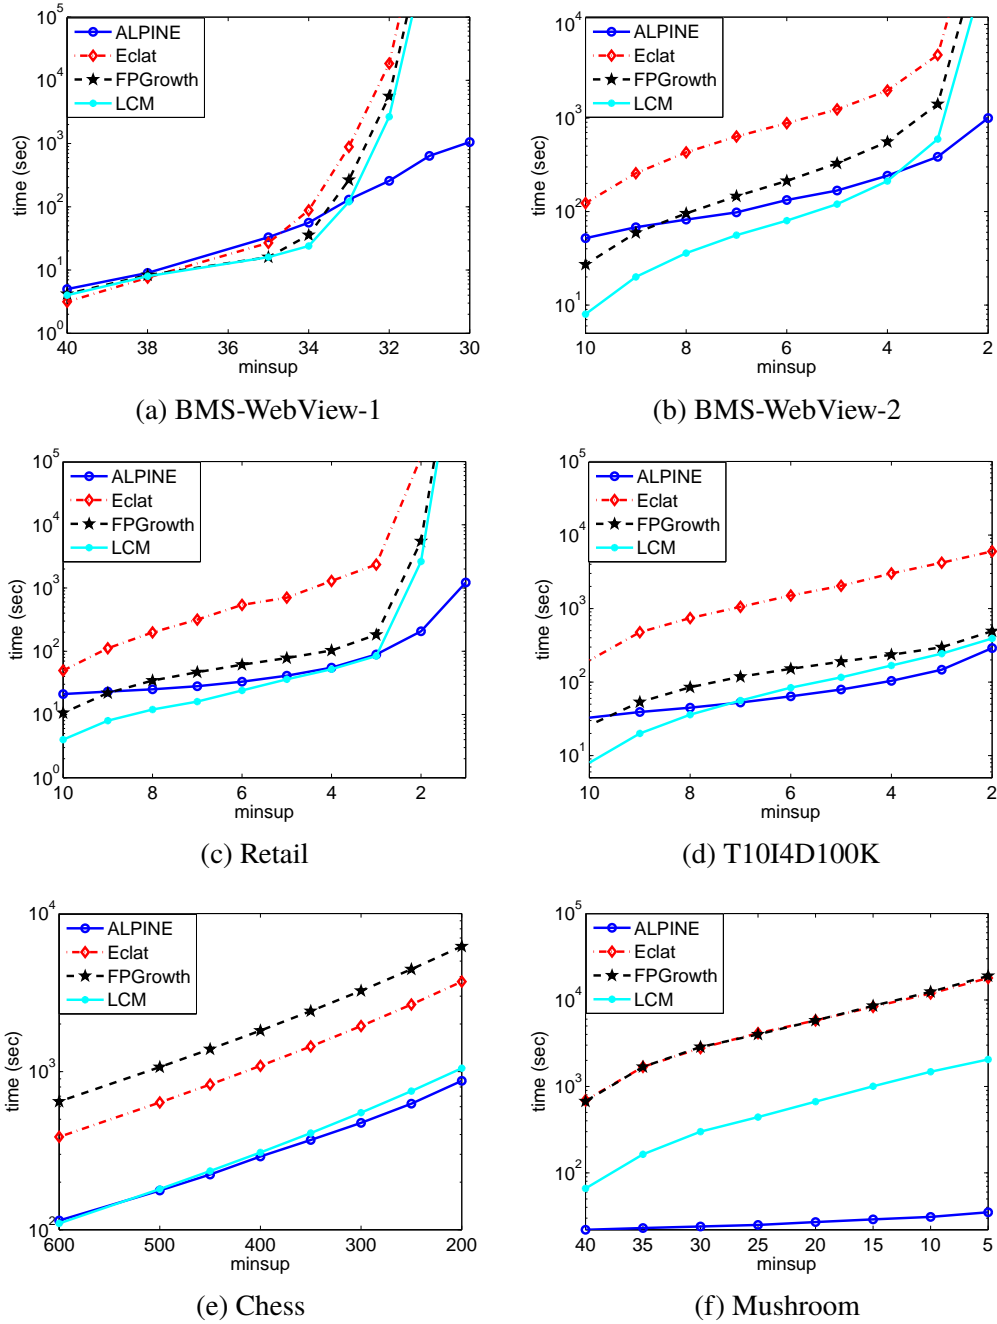 10^5
10^4
10^3
10^2
10^1
10^0
time (sec)
ALPINE
Eclat
FPGrowth
LCM
40 38 36 34 32 30
minsup
(a) BMS-WebView-1
10^4
10^3
10^2
10^1
time (sec)
ALPINE
Eclat
FPGrowth
LCM
10 8 6 4 2
minsup
(b) BMS-WebView-2
10^5
10^4
10^3
10^2
10^1
10^0
time (sec)
ALPINE
Eclat
FPGrowth
LCM
10 8 6 4 2
minsup
(c) Retail
10^5
10^4
10^3
10^2
10^1
time (sec)
ALPINE
Eclat
FPGrowth
LCM
10 8 6 4 2
minsup
(d) T10I4D100K
10^4
10^3
10^2
time (sec)
ALPINE
Eclat
FPGrowth
LCM
600 500 400 300 200
minsup
(e) Chess
10^5
10^4
10^3
10^2
time (sec)
ALPINE
Eclat
FPGrowth
LCM
40 35 30 25 20 15 10 5
minsup
(f) Mushroom